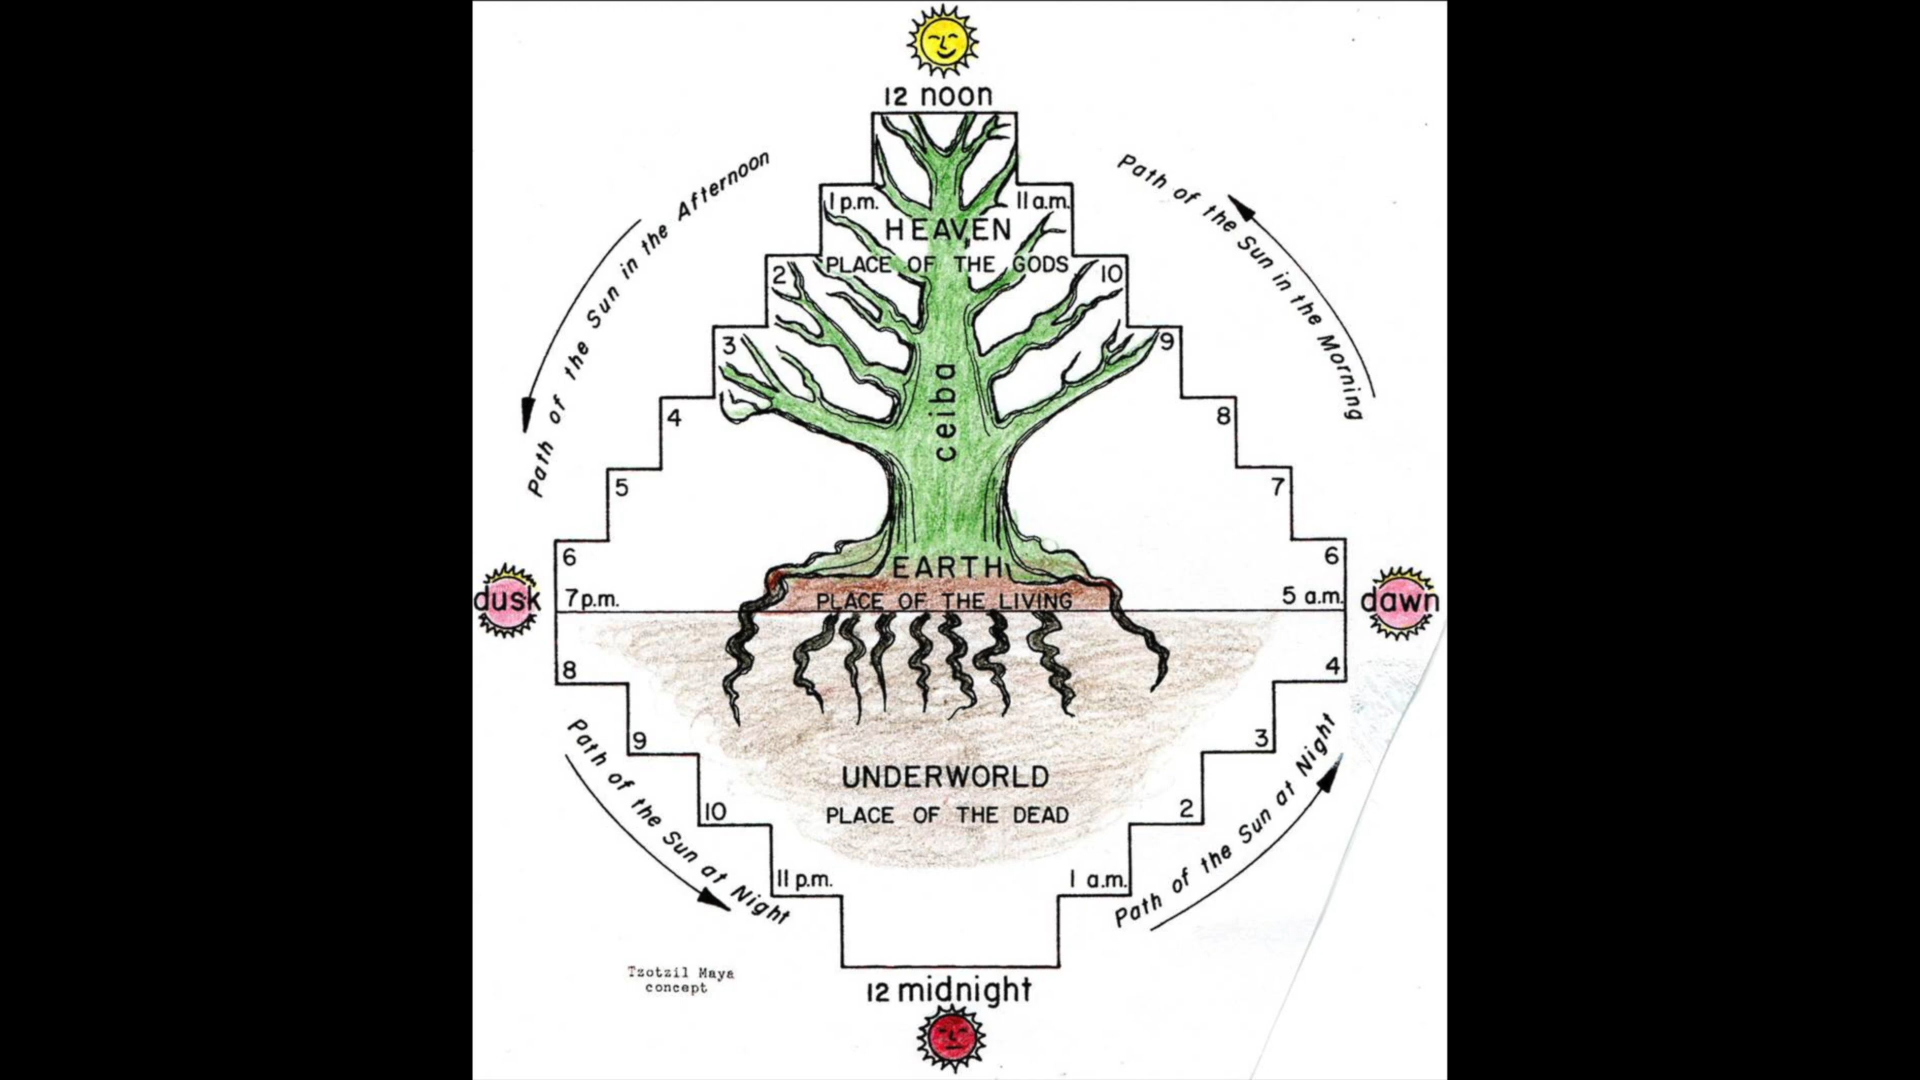 12 noon
Path of the Sun in the Afternoon
Path of the Sun in the Morning
1 p.m.
11 a.m.
HEAVEN
PLACE OF THE GODS
2
10
3
9
ceiba
4
8
5
7
6
6
EARTH
dusk
7 p.m.
PLACE OF THE LIVING
5 a.m.
dawn
8
4
9
3
Path of the Sun at Night
Path of the Sun at Night
UNDERWORLD
10
2
PLACE OF THE DEAD
11 p.m.
1 a.m.
Tzotzil Maya
concept
12 midnight